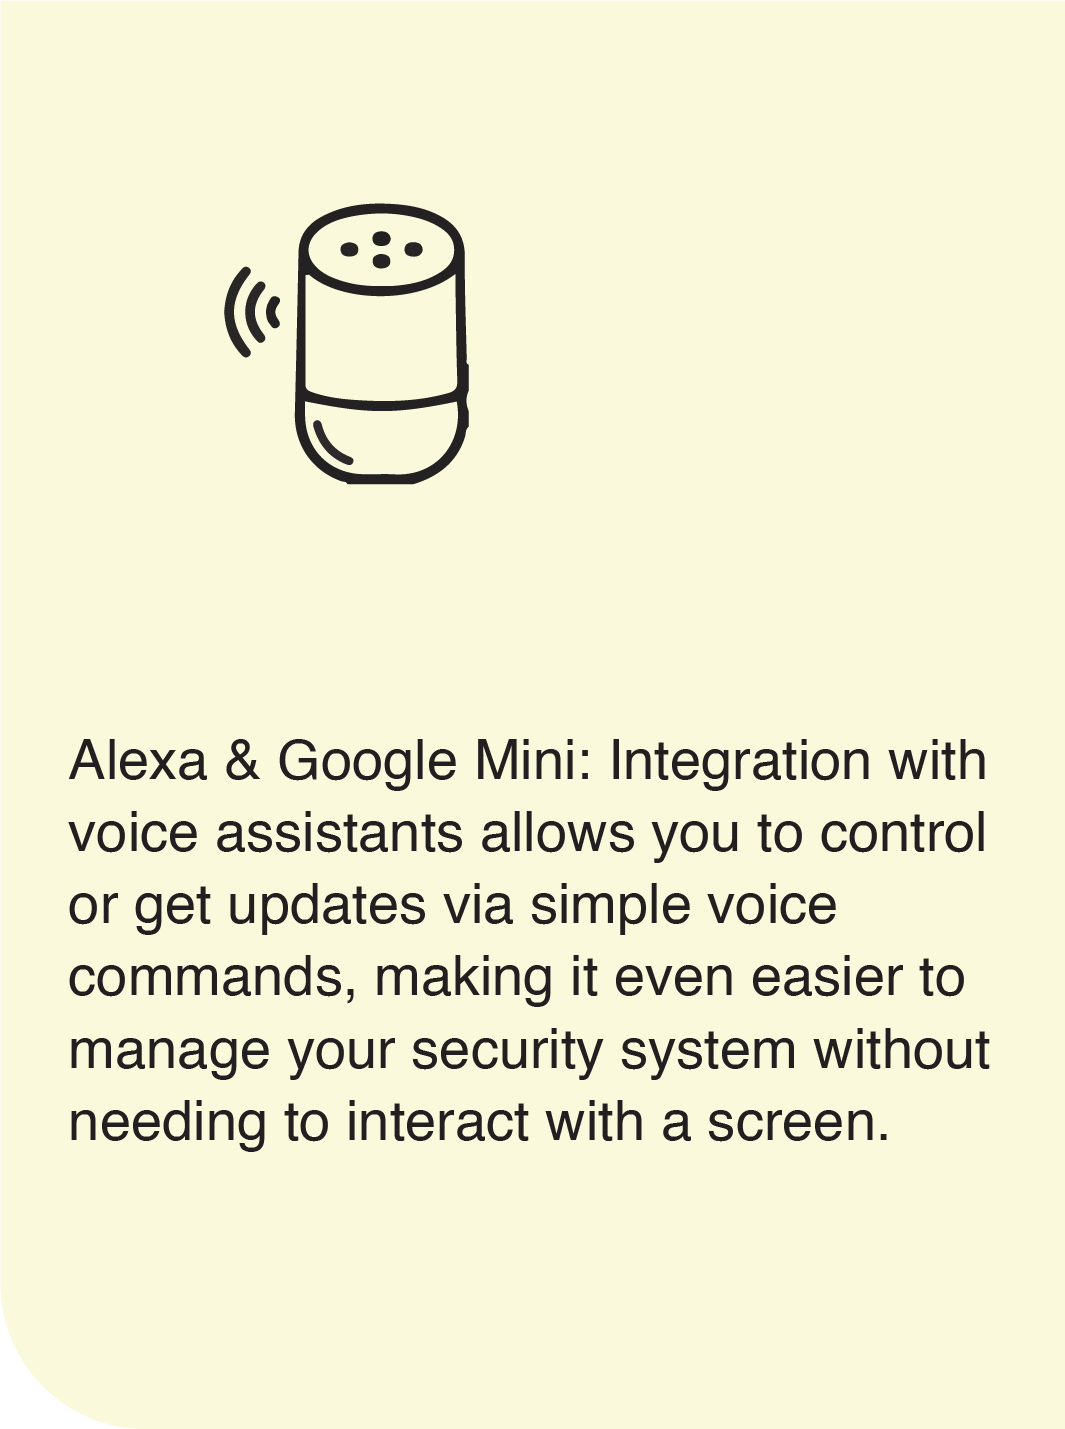 Alexa & Google Mini: Integration with
voice assistants allows you to control
or get updates via simple voice
commands, making it even easier to
manage your security system without
needing to interact with a screen.